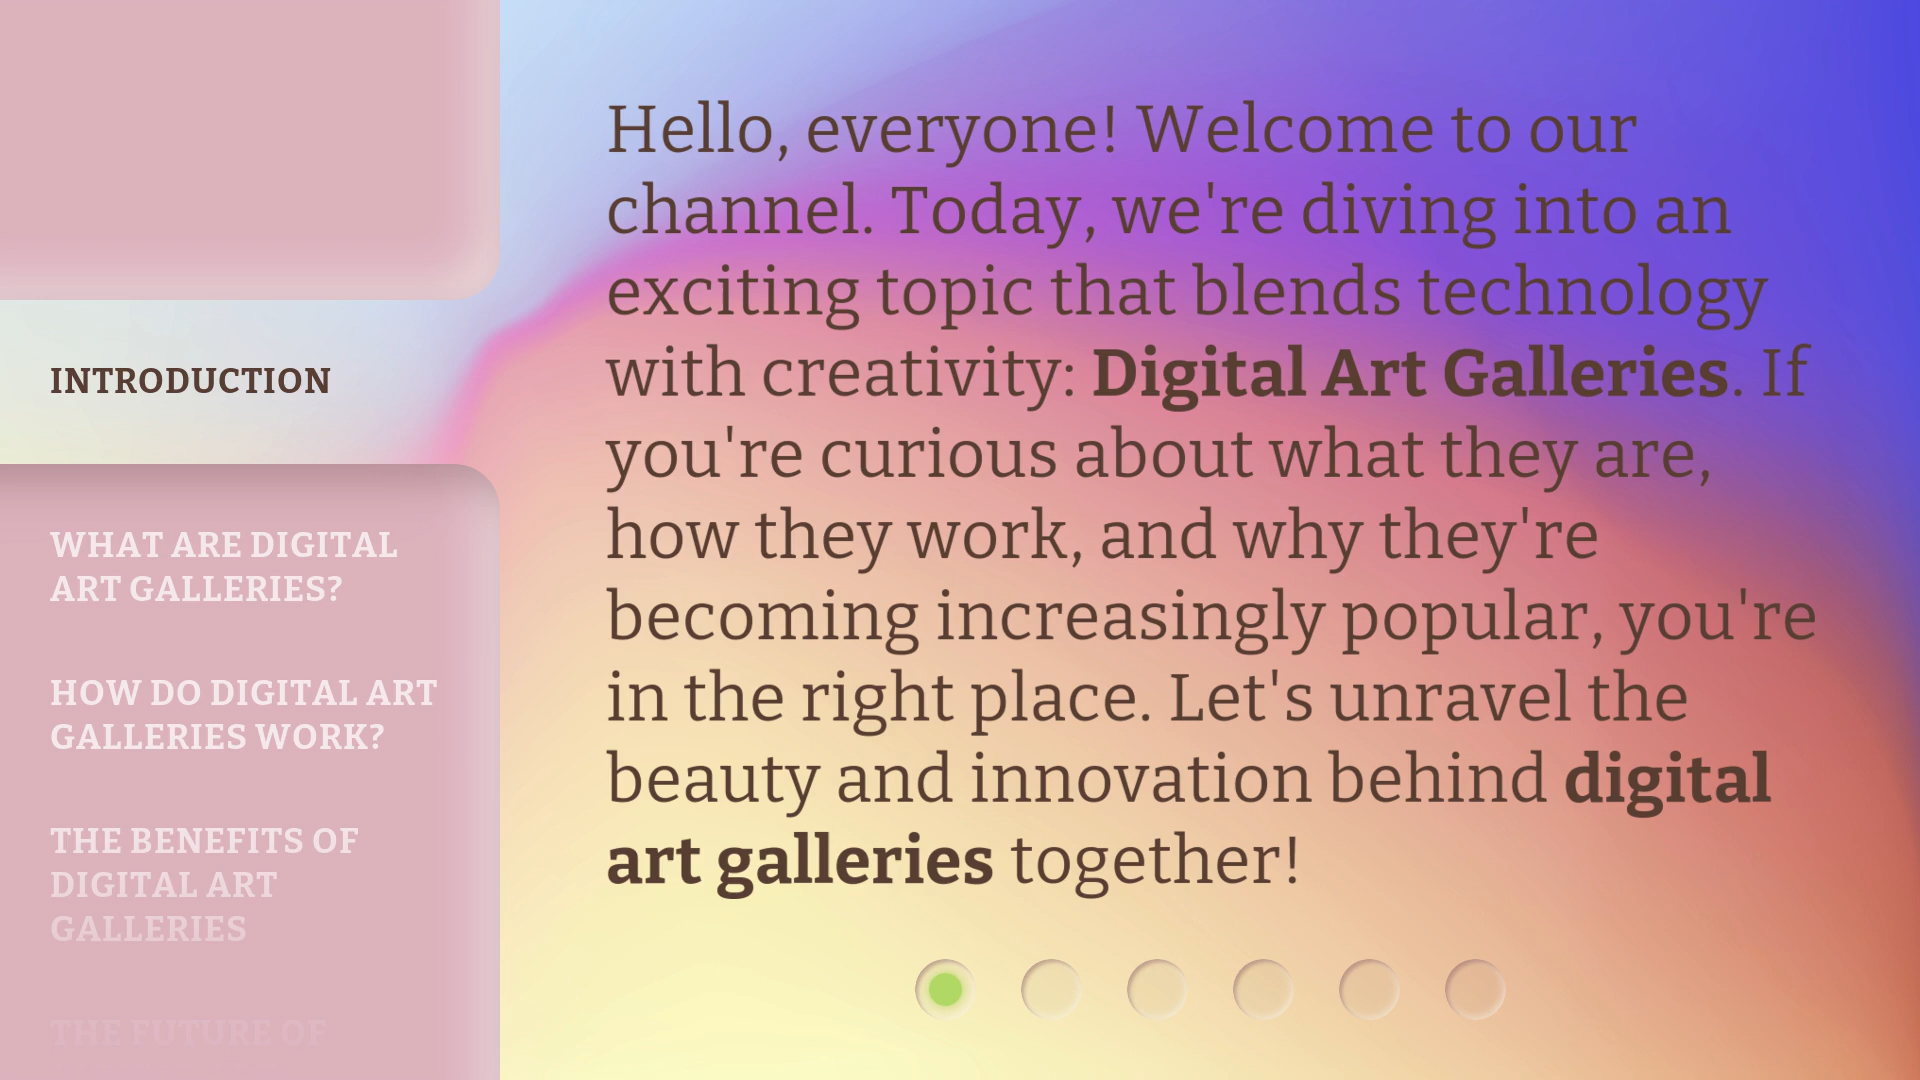 INTRODUCTION
WHAT ARE DIGITAL
ART GALLERIES?
HOW DO DIGITAL ART
GALLERIES WORK?
THE BENEFITS OF
DIGITAL ART
GALLERIES
THE FUTURE OF
Hello, everyone! Welcome to our
channel. Today, we're diving into an
exciting topic that blends technology
with creativity: Digital Art Galleries. If
you're curious about what they are,
how they work, and why they're
becoming increasingly popular, you're
in the right place. Let's unravel the
beauty and innovation behind digital
art galleries together!